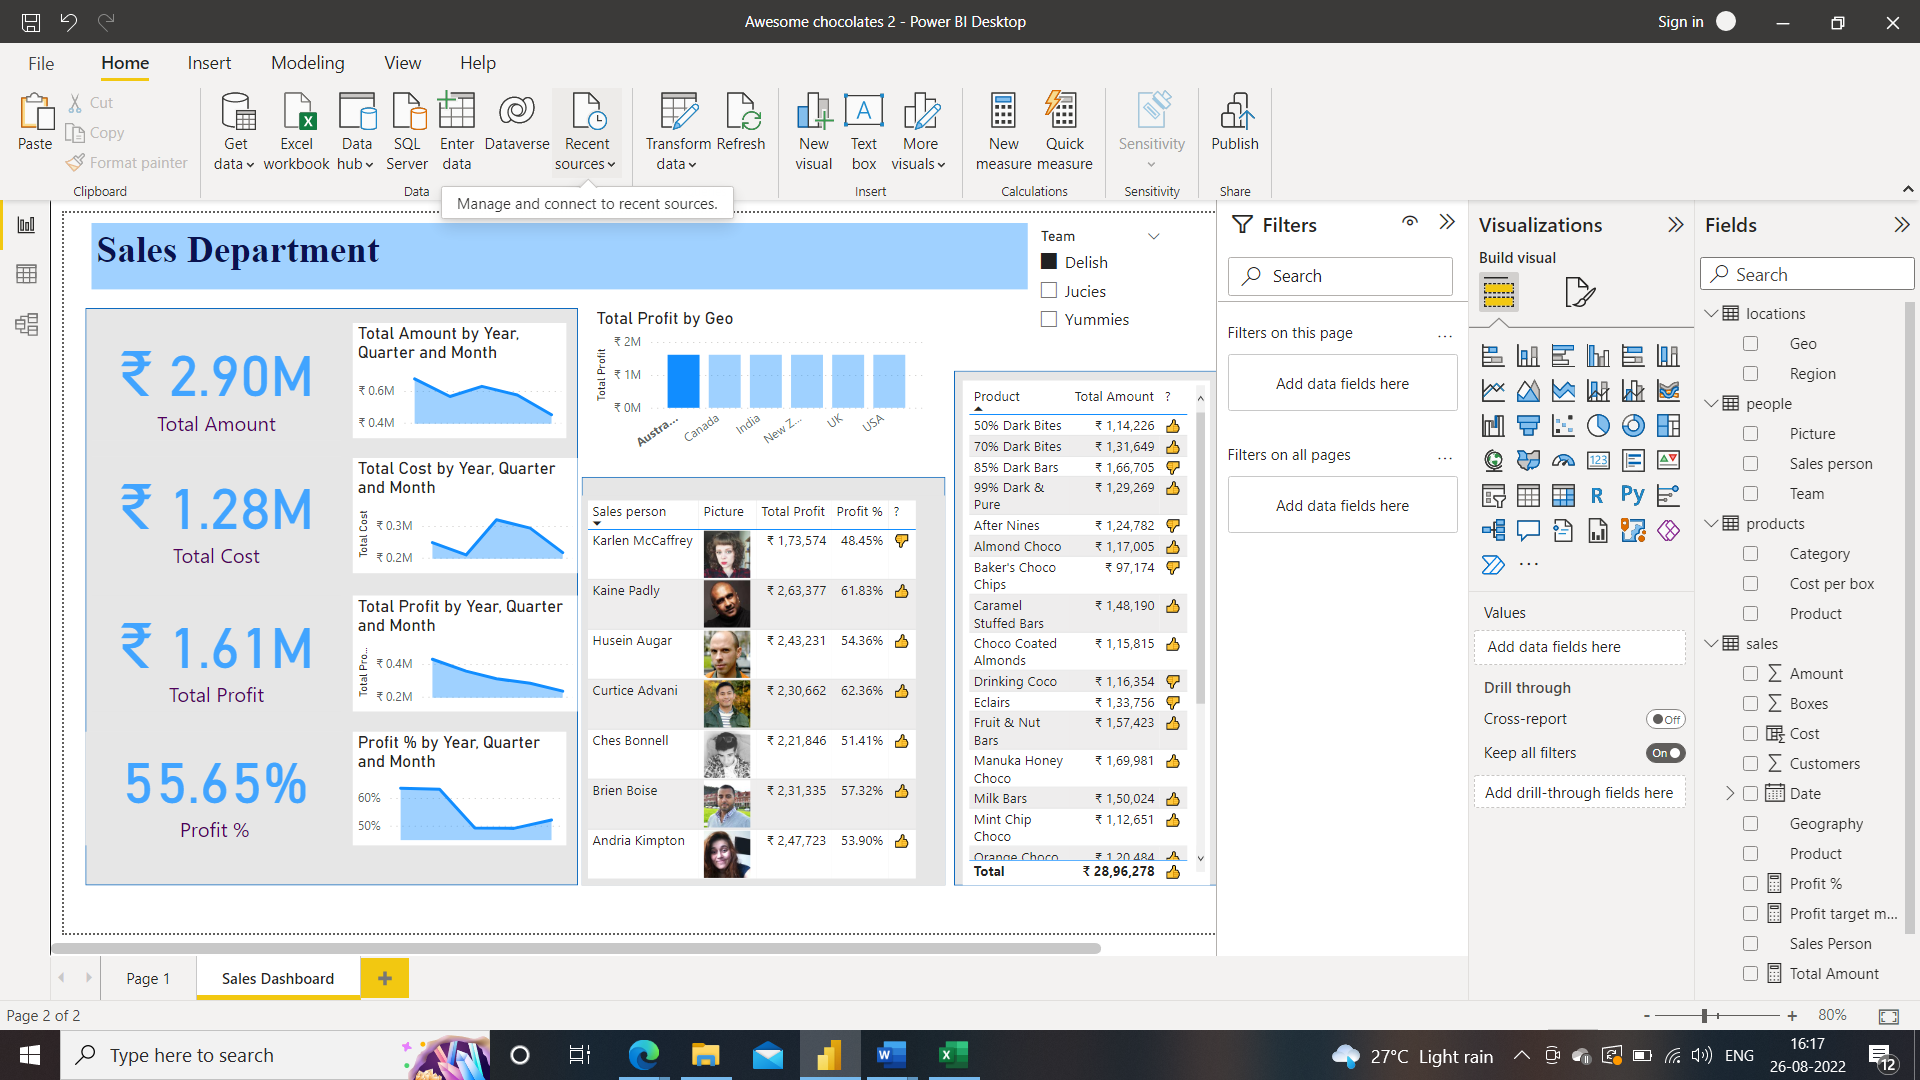 Awesome chocolates 2 - Power BI Desktop
Sign in
File
Home
Insert
Modeling
View
Help
Paste
Cut
Copy
Format painter
Clipboard
Get
data
Excel
workbook
Data
hub
SQL
Server
Enter
data
Dataverse
Recent
sources
Data
Transform
data
Refresh
New
visual
Text
box
More
visuals
Insert
New
measure
Quick
measure
Calculations
Sensitivity
Sensitivity
Publish
Share
Manage and connect to recent sources.
Sales Department
Team
Delish
Jucies
Yummies
₹ 2.90M
Total Amount
₹ 1.28M
Total Cost
₹ 1.61M
Total Profit
55.65%
Profit %
Total Amount by Year,
Quarter and Month
₹ 0.6M
₹ 0.4M
Total Cost by Year, Quarter
and Month
Total Cost
₹ 0.3M
₹ 0.2M
Total Profit by Year, Quarter
and Month
Total Pro...
₹ 0.4M
₹ 0.2M
Profit % by Year, Quarter
and Month
60%
50%
Total Profit by Geo
Total Profit
₹ 2M
₹ 1M
₹ 0M
Austra...
Canada
India
New Z...
UK
USA
Sales person Picture Total Profit Profit % ?
Karlen McCaffrey ₹ 1,73,574 48.45%
Kaine Padly ₹ 2,63,377 61.83%
Husein Augar ₹ 2,43,231 54.36%
Curtice Advani ₹ 2,30,662 62.36%
Ches Bonnell ₹ 2,21,846 51.41%
Brien Boise ₹ 2,31,335 57.32%
Andria Kimpton ₹ 2,47,723 53.90%
Product Total Amount ?
50% Dark Bites ₹ 1,14,226
70% Dark Bites ₹ 1,31,649
85% Dark Bars ₹ 1,66,705
99% Dark & ₹ 1,29,269
Pure
After Nines ₹ 1,24,782
Almond Choco ₹ 1,17,005
Baker's Choco ₹ 97,174
Chips
Caramel ₹ 1,48,190
Stuffed Bars
Choco Coated ₹ 1,15,815
Almonds
Drinking Coco ₹ 1,16,354
Eclairs ₹ 1,33,756
Fruit & Nut ₹ 1,57,423
Bars
Manuka Honey ₹ 1,69,981
Choco
Milk Bars ₹ 1,50,024
Mint Chip ₹ 1,12,651
Choco
Orange Choco ₹ 1,20,484
Total ₹ 28,96,278
Filters
Search
Filters on this page
...
Add data fields here
Filters on all pages
...
Add data fields here
Visualizations
Build visual
123
R
Py
...
Values
Add data fields here
Drill through
Cross-report
Off
Keep all filters
On
Add drill-through fields here
Fields
Search
locations
Geo
Region
people
Picture
Sales person
Team
products
Category
Cost per box
Product
sales
Amount
Boxes
Cost
Customers
Date
Geography
Product
Profit %
Profit target m...
Sales Person
Total Amount
Page 1
Sales Dashboard
+
Page 2 of 2
- + 80%
Type here to search
27°C Light rain
ENG
16:17
26-08-2022
12